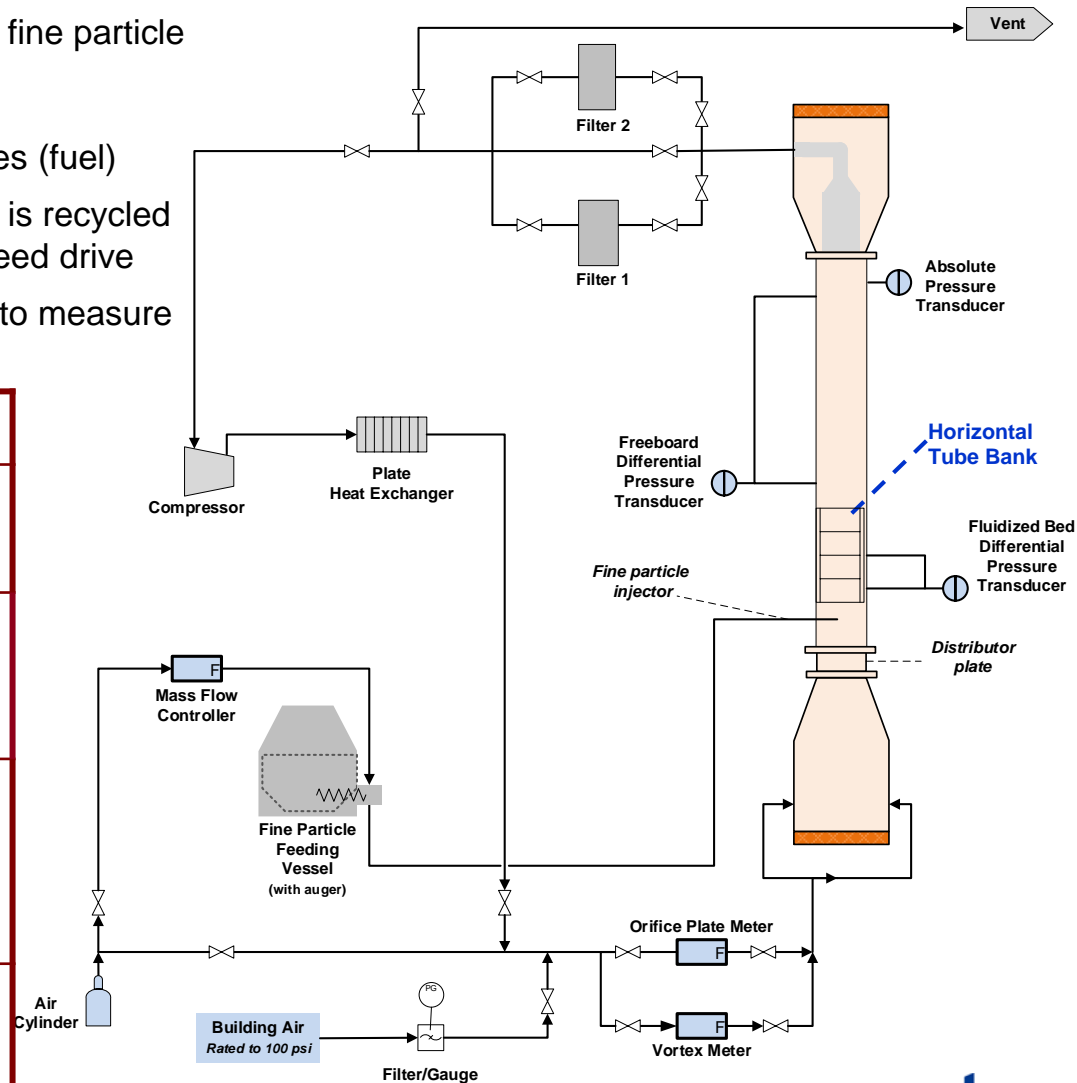 fine particle
es (fuel)
is recycled
eed drive
to measure
Vent
Filter 2
Filter 1
Absolute
Pressure
Transducer
Compressor
Plate
Heat Exchanger
Freeboard
Differential
Pressure
Transducer
Horizontal
Tube Bank
Fluidized Bed
Differential
Pressure
Transducer
Fine particle
injector
Distributor
plate
F
Mass Flow
Controller
Fine Particle
Feeding
Vessel
(with auger)
Orifice Plate Meter
F
Air
Cylinder
PG
Building Air
Rated to 100 psi
Filter/Gauge
F
Vortex Meter